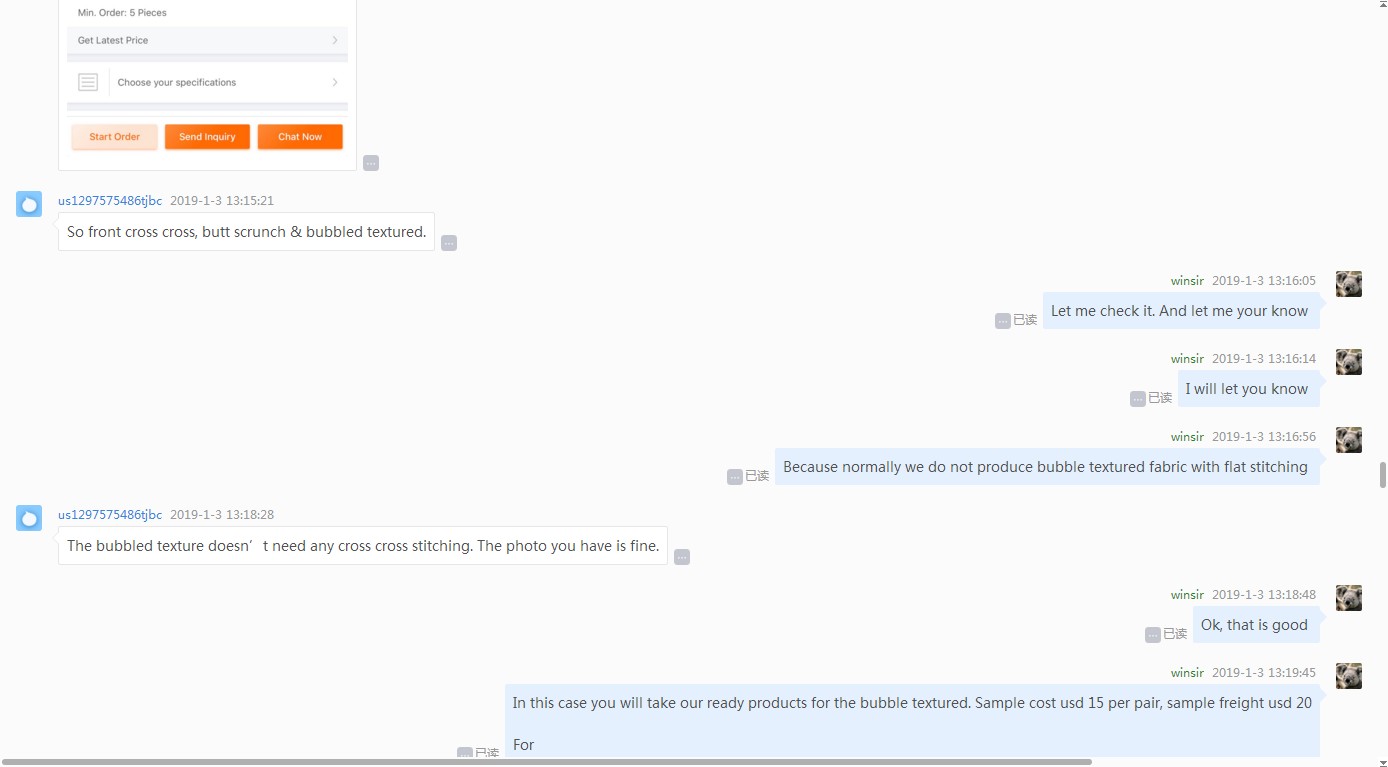 Min. Order: 5 Pieces
Get Latest Price
Choose your specifications
Start Order Send Inquiry Chat Now
us1297575486tjbc 2019-1-3 13:15:21
So front cross cross, butt scrunch & bubbled textured.
winsir 2019-1-3 13:16:05
已读 Let me check it. And let me your know
winsir 2019-1-3 13:16:14
已读 I will let you know
winsir 2019-1-3 13:16:56
已读 Because normally we do not produce bubble textured fabric with flat stitching
us1297575486tjbc 2019-1-3 13:18:28
The bubbled texture doesn’t need any cross cross stitching. The photo you have is fine.
winsir 2019-1-3 13:18:48
已读 Ok, that is good
winsir 2019-1-3 13:19:45
In this case you will take our ready products for the bubble textured. Sample cost usd 15 per pair, sample freight usd 20
已读 For